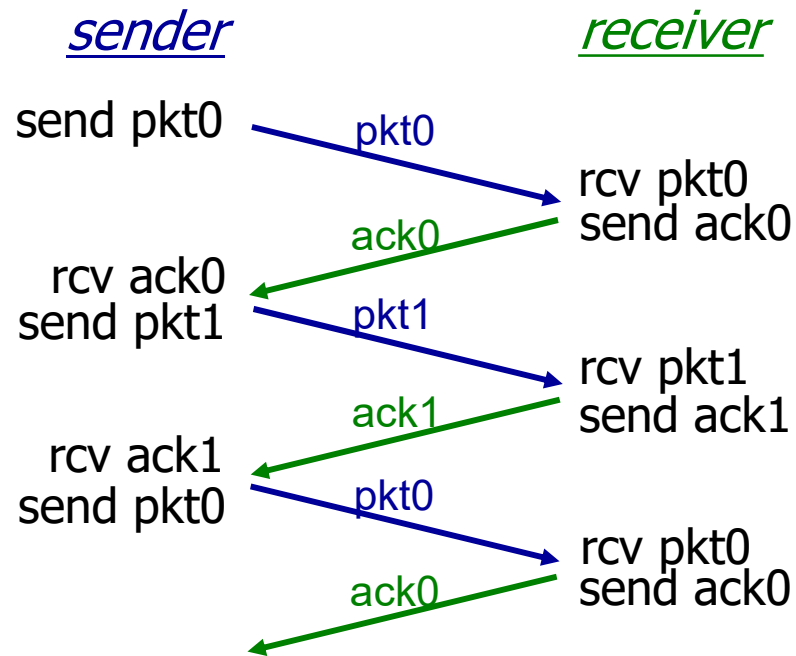 sender
receiver
send pkt0
pkt0
rcv pkt0
send ack0
ack0
rcv ack0
send pkt1
pkt1
rcv pkt1
send ack1
ack1
rcv ack1
send pkt0
pkt0
rcv pkt0
send ack0
ack0